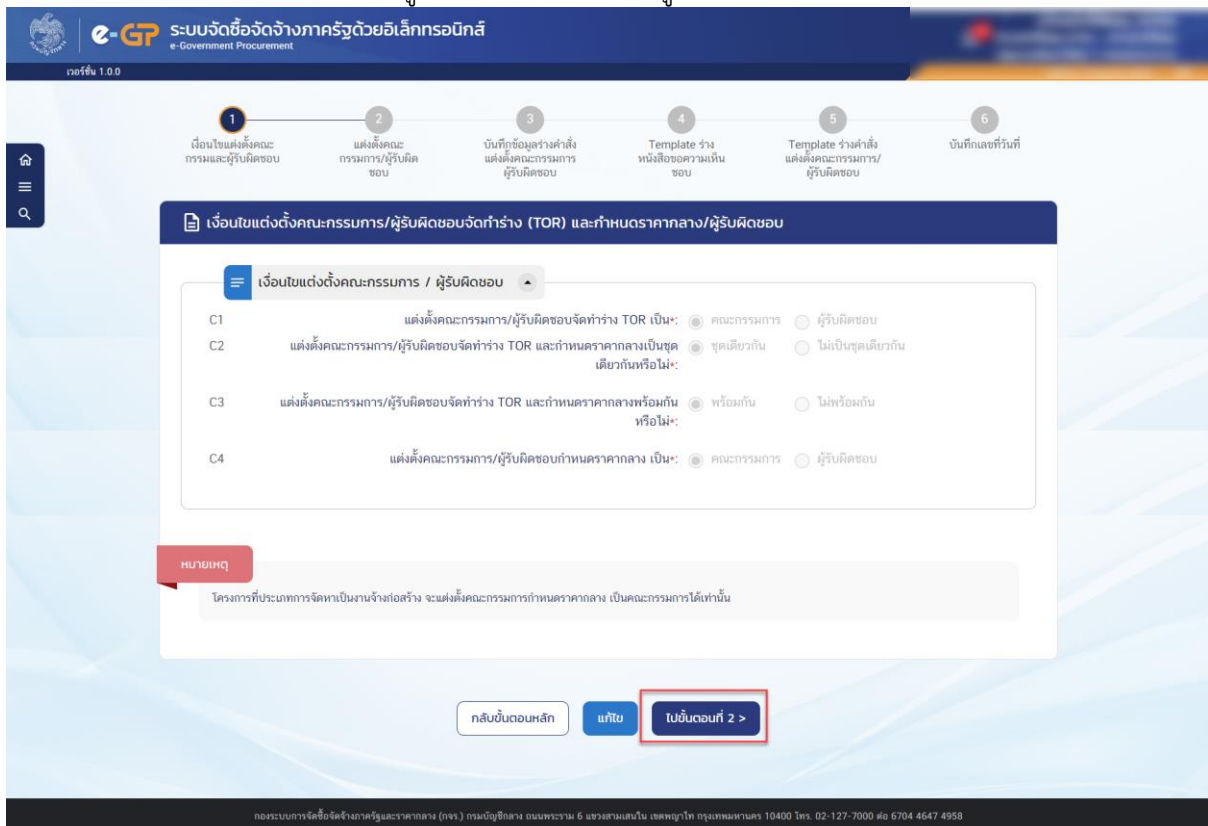 e-GP ระบบจัดซื้อจัดจ้างภาครัฐด้วยอิเล็กทรอนิกส์
e-Government Procurement
เวอร์ชั่น 1.0.0
1
2
3
4
5
6
เงื่อนไขแต่งตั้งคณะ
กรรมและผู้รับผิดชอบ
แต่งตั้งคณะ
กรรมการ/ผู้รับผิด
ชอบ
บันทึกข้อมูลร่างคำสั่ง
แต่งตั้งคณะกรรมการ
ผู้รับผิดชอบ
Template ร่าง
หนังสือขอความเห็น
ชอบ
Template ร่างคำสั่ง
แต่งตั้งคณะกรรมการ/
ผู้รับผิดชอบ
บันทึกเลขที่วันที่
เงื่อนไขแต่งตั้งคณะกรรมการ/ผู้รับผิดชอบจัดทำร่าง (TOR) และกำหนดราคากลาง/ผู้รับผิดชอบ
เงื่อนไขแต่งตั้งคณะกรรมการ / ผู้รับผิดชอบ
C1 แต่งตั้งคณะกรรมการ/ผู้รับผิดชอบจัดทำร่าง TOR เป็น*: คณะกรรมการ ผู้รับผิดชอบ
C2 แต่งตั้งคณะกรรมการ/ผู้รับผิดชอบจัดทำร่าง TOR และกำหนดราคากลางเป็นชุด ชุดเดียวกัน ไม่เป็นชุดเดียวกัน
เดียวกันหรือไม่*:
C3 แต่งตั้งคณะกรรมการ/ผู้รับผิดชอบจัดทำร่าง TOR และกำหนดราคากลางพร้อมกัน พร้อมกัน ไม่พร้อมกัน
หรือไม่*:
C4 แต่งตั้งคณะกรรมการ/ผู้รับผิดชอบกำหนดราคากลาง เป็น*: คณะกรรมการ ผู้รับผิดชอบ
หมายเหตุ
โครงการที่ประเภทการจัดหาเป็นงานจ้างก่อสร้าง จะแต่งตั้งคณะกรรมการกำหนดราคากลาง เป็นคณะกรรมการได้เท่านั้น
กลับขั้นตอนหลัก แก้ไข ไปขั้นตอนที่ 2 >
กองระบบการจัดซื้อจัดจ้างภาครัฐและราคากลาง (กจร.) กรมบัญชีกลาง ถนนพระราม 6 แขวงสามเสนใน เขตพญาไท กรุงเทพมหานคร 10400 โทร. 02-127-7000 ต่อ 6704 4647 4958